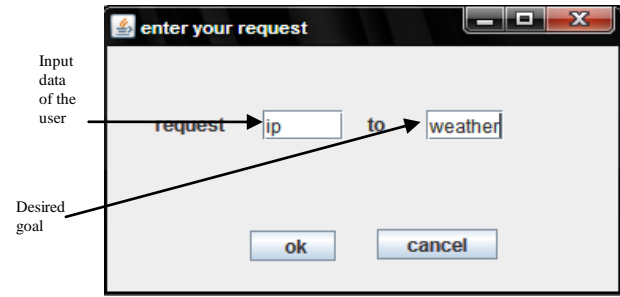 enter your request
Input
data
of the
user
request ip to weather
Desired
goal
ok cancel